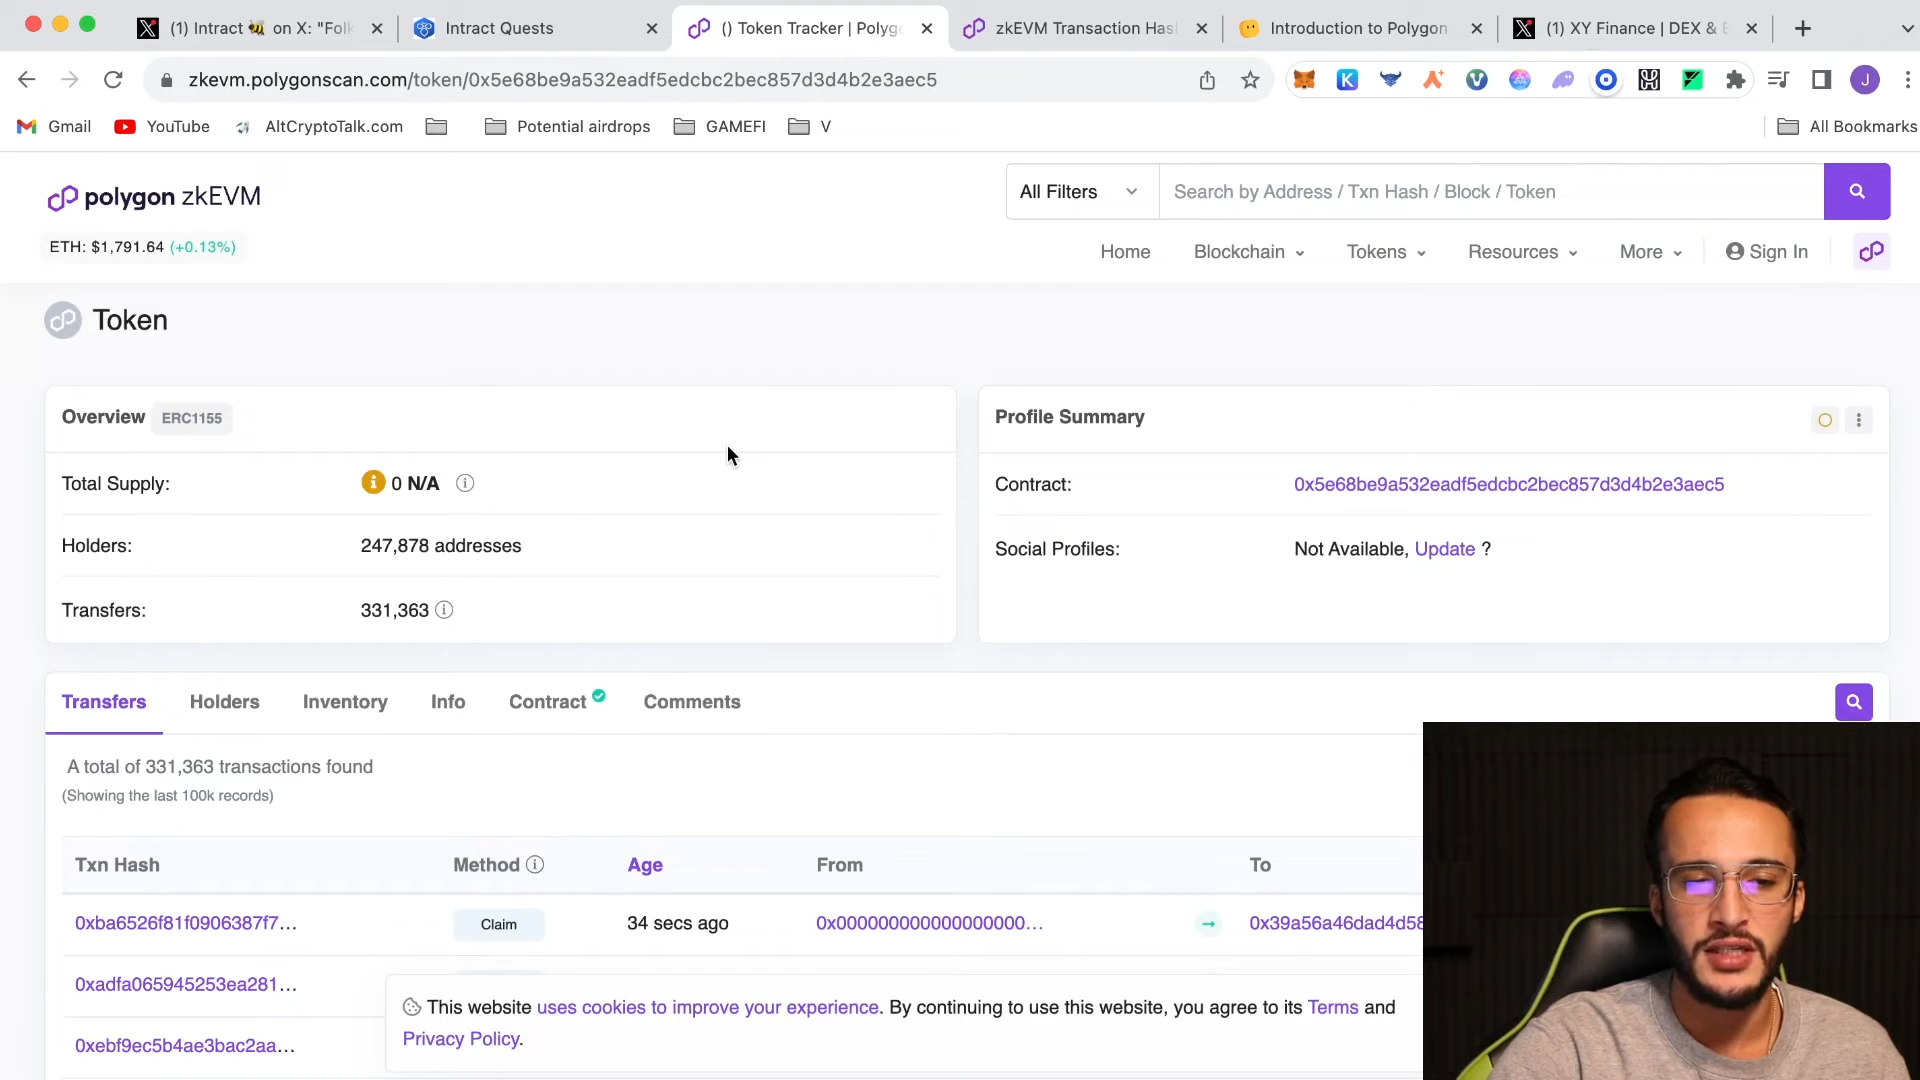 (1) Intract 🐝 on X: "Folk
Intract Quests
() Token Tracker | Polyg
zkEVM Transaction Has
Introduction to Polygon
(1) XY Finance | DEX & B
zkevm.polygonscan.com/token/0x5e68be9a532eadf5edcbc2bec857d3d4b2e3aec5
J
Gmail
YouTube
AltCryptoTalk.com
Potential airdrops
GAMEFI
V
All Bookmarks
polygon zkEVM
All Filters
Search by Address / Txn Hash / Block / Token
ETH: $1,791.64 (+0.13%)
Home
Blockchain
Tokens
Resources
More
Sign In
Token
Overview ERC1155
Total Supply: 0 N/A
Holders: 247,878 addresses
Transfers: 331,363
Profile Summary
Contract: 0x5e68be9a532eadf5edcbc2bec857d3d4b2e3aec5
Social Profiles: Not Available, Update ?
Transfers
Holders
Inventory
Info
Contract
Comments
A total of 331,363 transactions found
(Showing the last 100k records)
Txn Hash Method Age From To
0xba6526f81f0906387f7... Claim 34 secs ago 0x000000000000000000... 0x39a56a46dad4d58
0xadfa065945253ea281...
0xebf9ec5b4ae3bac2aa...
This website uses cookies to improve your experience. By continuing to use this website, you agree to its Terms and
Privacy Policy.